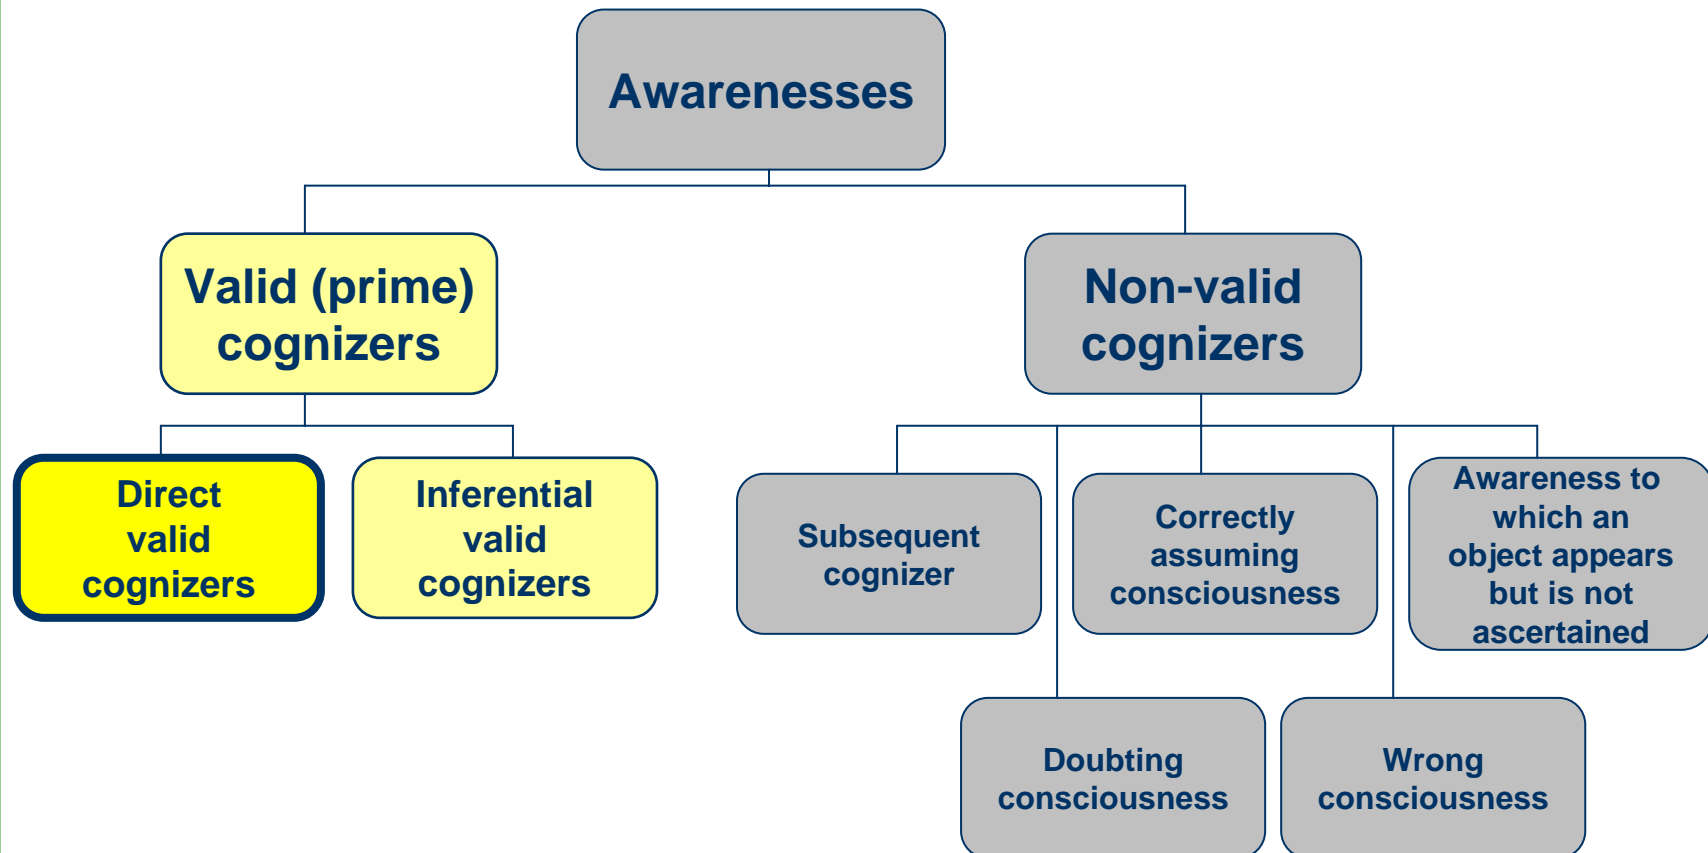 Awarenesses
Valid (prime)
cognizers
Non-valid
cognizers
Direct
valid
cognizers
Inferential
valid
cognizers
Subsequent
cognizer
Correctly
assuming
consciousness
Awareness to
which an
object appears
but is not
ascertained
Doubting
consciousness
Wrong
consciousness